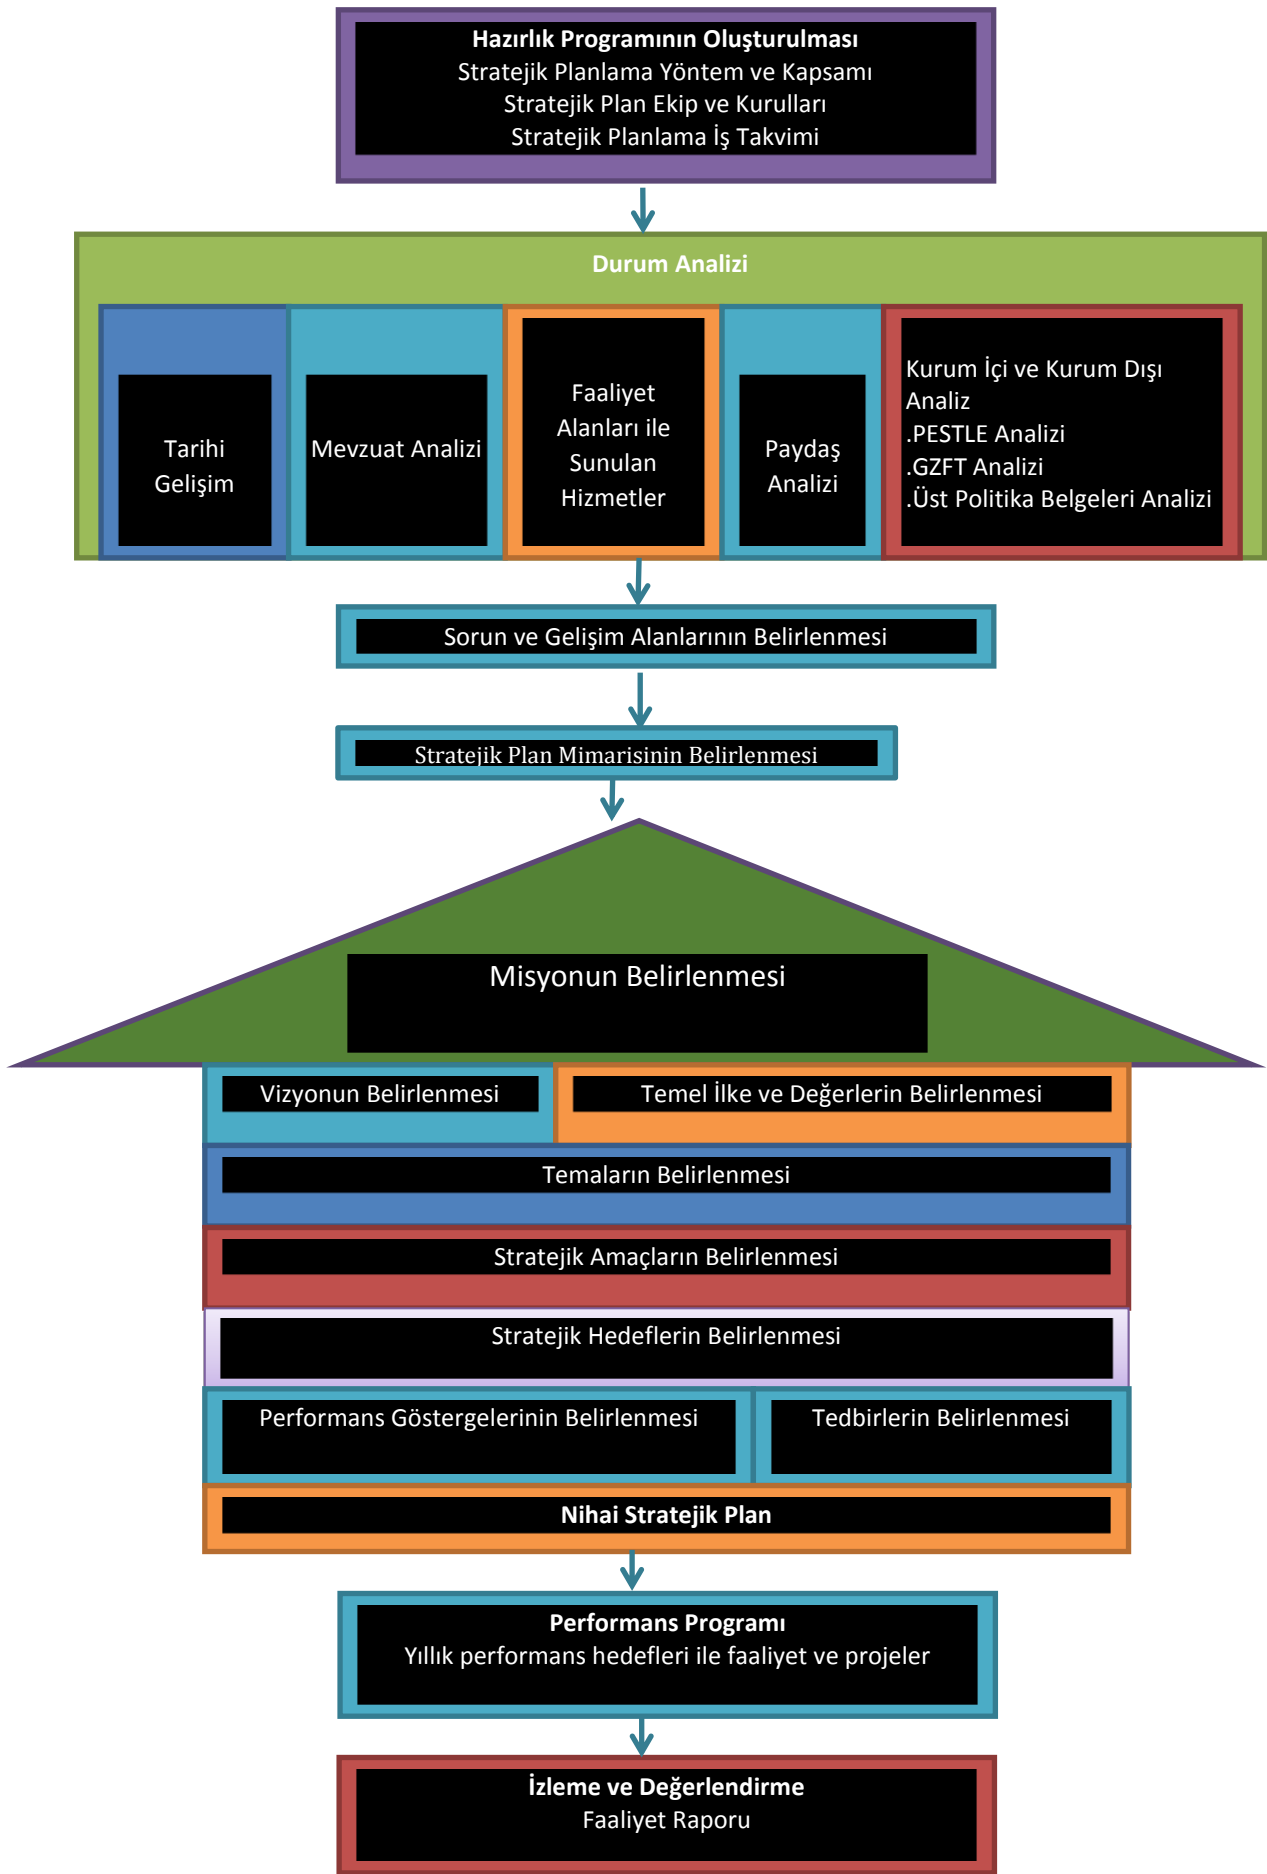 Hazırlık Programının Oluşturulması
Stratejik Planlama Yöntem ve Kapsamı
Stratejik Plan Ekip ve Kurulları
Stratejik Planlama İş Takvimi
Durum Analizi
Tarihi
Gelişim
Mevzuat Analizi
Faaliyet
Alanları ile
Sunulan
Hizmetler
Paydaş
Analizi
Kurum İçi ve Kurum Dışı
Analiz
.PESTLE Analizi
.GZFT Analizi
.Üst Politika Belgeleri Analizi
Sorun ve Gelişim Alanlarının Belirlenmesi
Stratejik Plan Mimarisinin Belirlenmesi
Misyonun Belirlenmesi
Vizyonun Belirlenmesi
Temel İlke ve Değerlerin Belirlenmesi
Temaların Belirlenmesi
Stratejik Amaçların Belirlenmesi
Stratejik Hedeflerin Belirlenmesi
Performans Göstergelerinin Belirlenmesi
Tedbirlerin Belirlenmesi
Nihai Stratejik Plan
Performans Programı
Yıllık performans hedefleri ile faaliyet ve projeler
İzleme ve Değerlendirme
Faaliyet Raporu